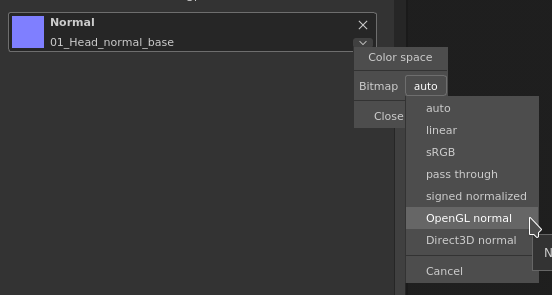 Normal
01_Head_normal_base
Color space
Bitmap auto
Close
auto
linear
sRGB
pass through
signed normalized
OpenGL normal
Direct3D normal
Cancel